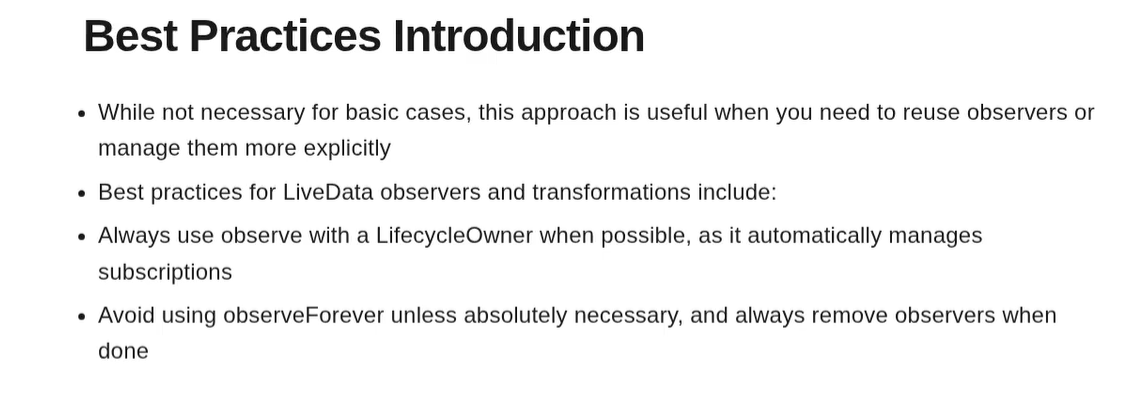 Best Practices Introduction
• While not necessary for basic cases, this approach is useful when you need to reuse observers or
manage them more explicitly
• Best practices for LiveData observers and transformations include:
• Always use observe with a LifecycleOwner when possible, as it automatically manages
subscriptions
• Avoid using observeForever unless absolutely necessary, and always remove observers when
done